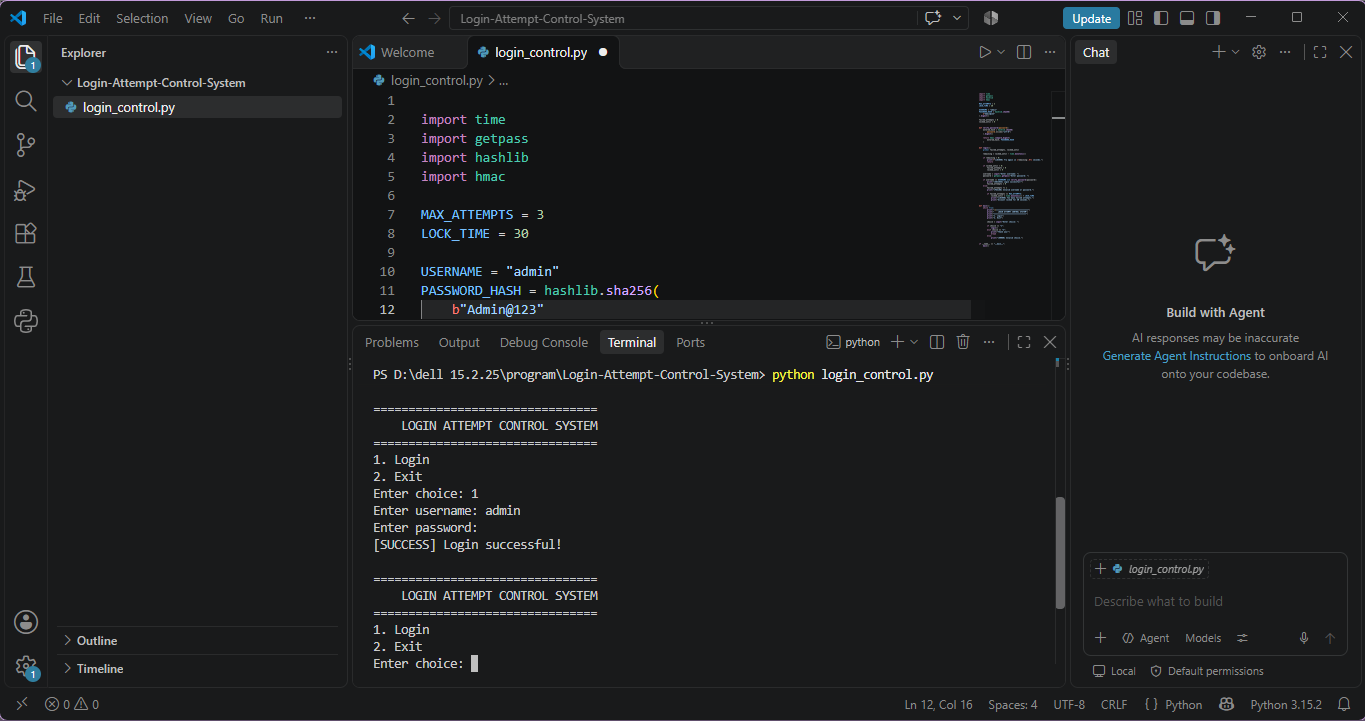 File Edit Selection View Go Run ···
Login-Attempt-Control-System
Update
Explorer ···
Login-Attempt-Control-System
login_control.py
Outline
Timeline
1
1
Welcome
login_control.py
login_control.py > ...
1
2 import time
3 import getpass
4 import hashlib
5 import hmac
6
7 MAX_ATTEMPTS = 3
8 LOCK_TIME = 30
9
10 USERNAME = "admin"
11 PASSWORD_HASH = hashlib.sha256(
12 b"Admin@123"
Problems Output Debug Console Terminal Ports
python
PS D:\dell 15.2.25\program\Login-Attempt-Control-System> python login_control.py
================================
LOGIN ATTEMPT CONTROL SYSTEM
================================
1. Login
2. Exit
Enter choice: 1
Enter username: admin
Enter password:
[SUCCESS] Login successful!
================================
LOGIN ATTEMPT CONTROL SYSTEM
================================
1. Login
2. Exit
Enter choice:
Chat
Build with Agent
AI responses may be inaccurate
Generate Agent Instructions to onboard AI
onto your codebase.
login_control.py
Describe what to build
Agent Models
Local Default permissions
0 0
Ln 12, Col 16 Spaces: 4 UTF-8 CRLF { } Python Python 3.15.2